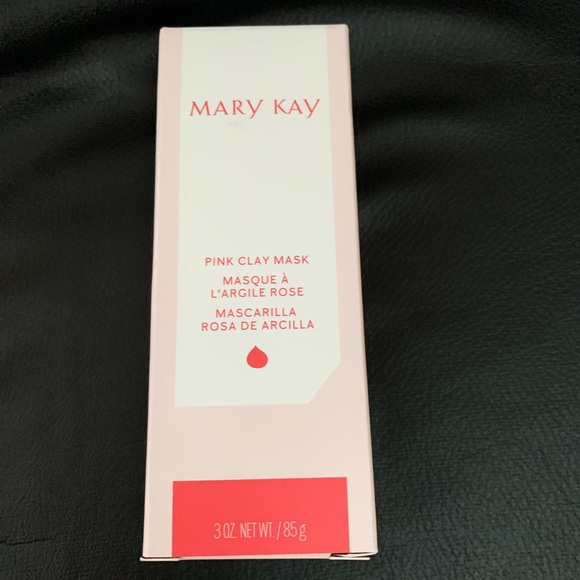 MARY KAY
PINK CLAY MASK
MASQUE À
L'ARGILE ROSE
MASCARILLA
ROSA DE ARCILLA
3 OZ. NET WT. / 85 g